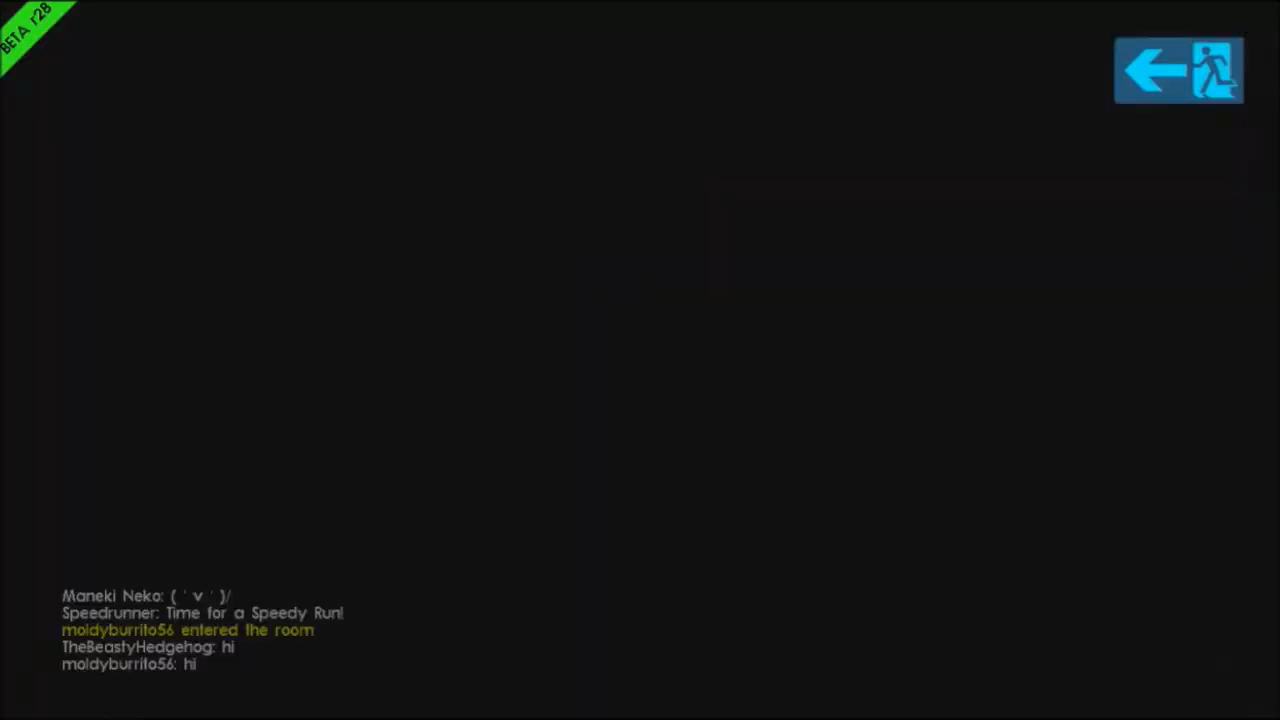 BETA r28
Maneki Neko: ( ' v ' )/
Speedrunner: Time for a Speedy Run!
moldyburrito56 entered the room
TheBeastyHedgehog: hi
moldyburrito56: hi